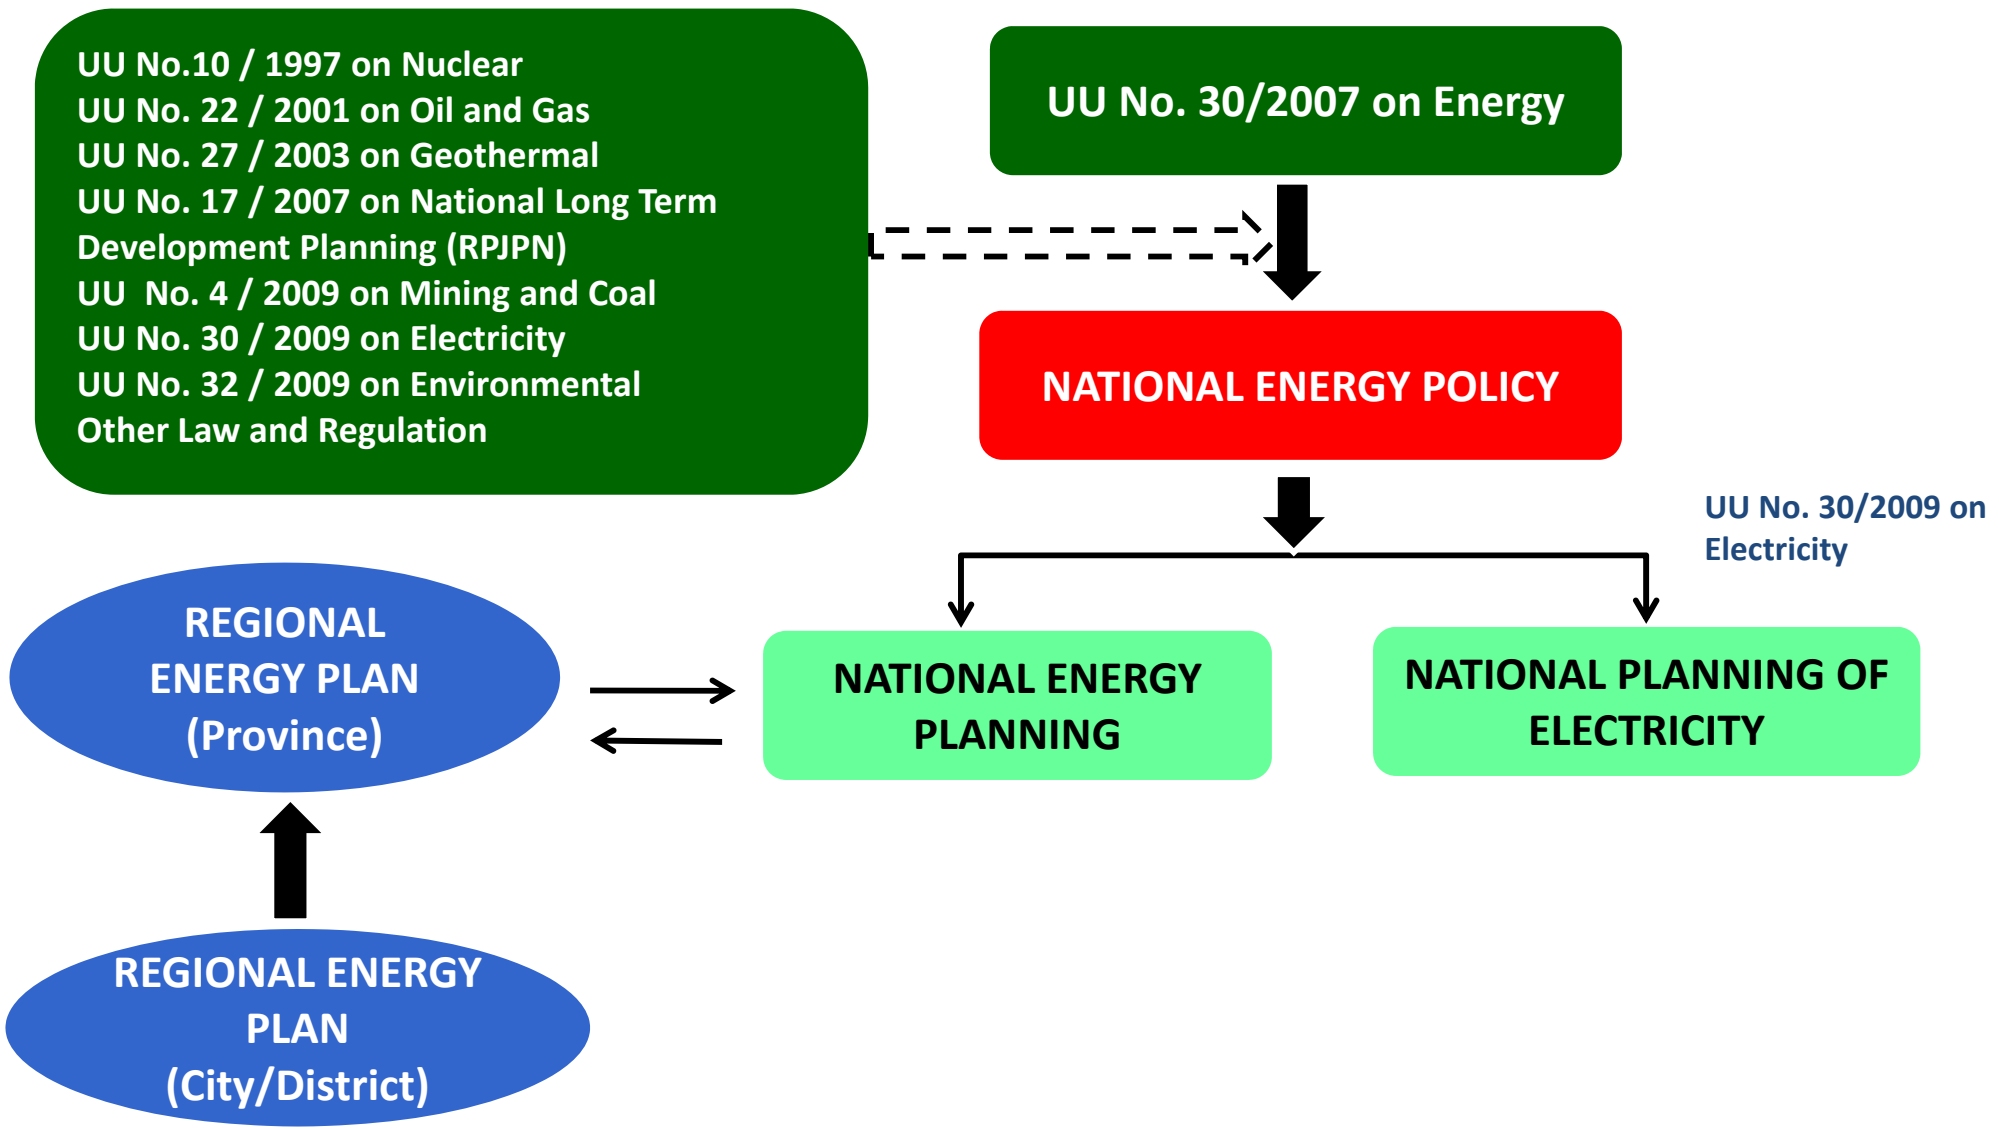 UU No.10 / 1997 on Nuclear
UU No. 22 / 2001 on Oil and Gas
UU No. 27 / 2003 on Geothermal
UU No. 17 / 2007 on National Long Term
Development Planning (RPJPN)
UU  No. 4 / 2009 on Mining and Coal
UU No. 30 / 2009 on Electricity
UU No. 32 / 2009 on Environmental
Other Law and Regulation
UU No. 30/2007 on Energy
NATIONAL ENERGY POLICY
UU No. 30/2009 on
Electricity
REGIONAL
ENERGY PLAN
(Province)
NATIONAL ENERGY
PLANNING
NATIONAL PLANNING OF
ELECTRICITY
REGIONAL ENERGY
PLAN
(City/District)